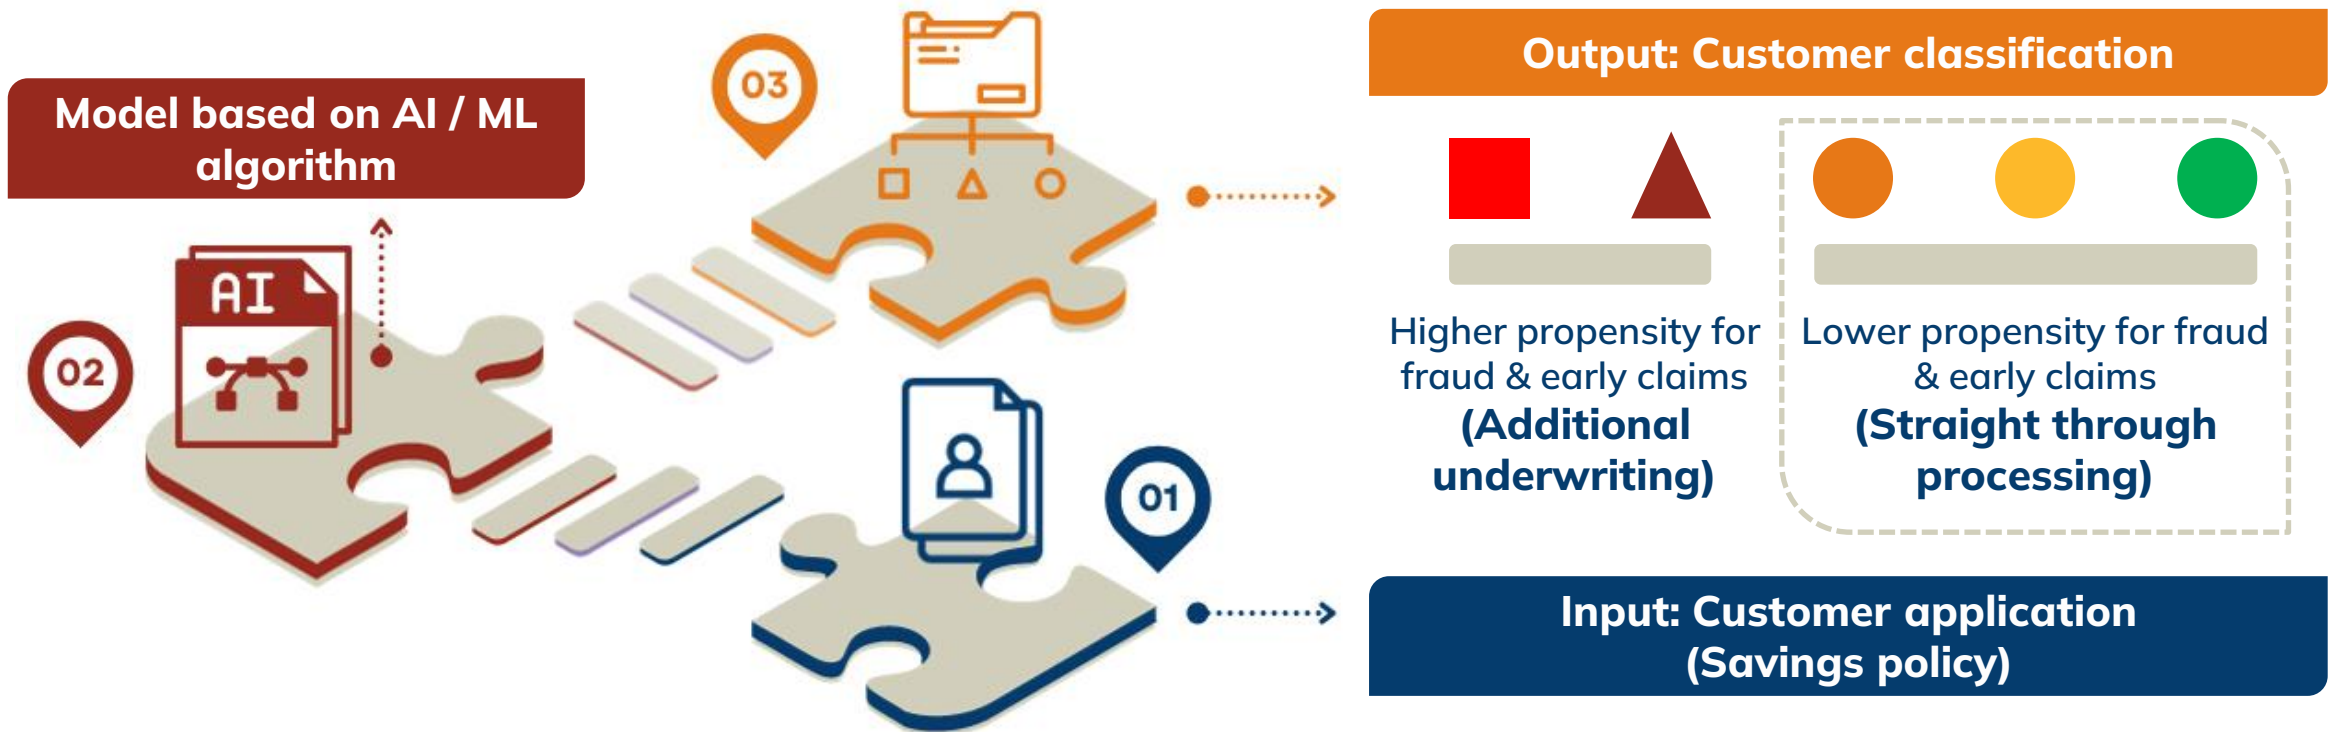 Model based on AI / ML
algorithm
AI
02
03
01
Output: Customer classification
Higher propensity for
fraud & early claims
(Additional
underwriting)
Lower propensity for fraud
& early claims
(Straight through
processing)
Input: Customer application
(Savings policy)